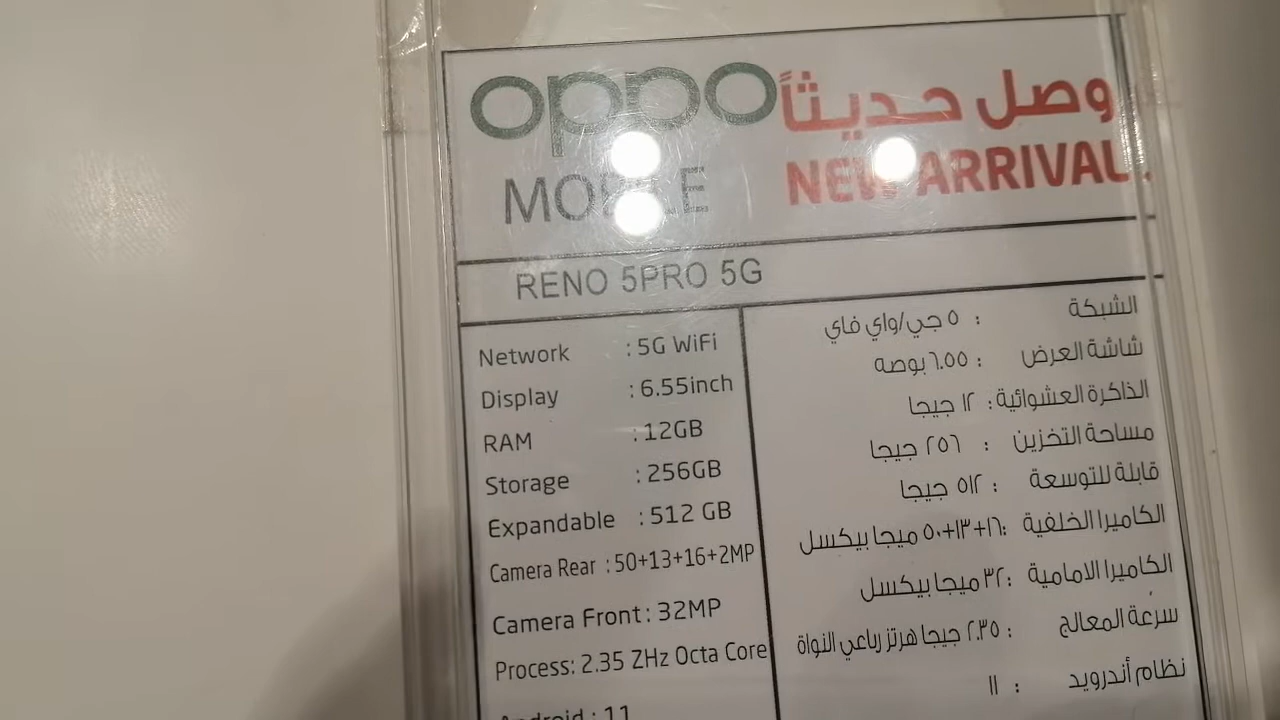 oppo
وصل حديثاً
MOBILE
NEW ARRIVAL
RENO 5PRO 5G
Network : 5G WiFi
Display : 6.55inch
RAM : 12GB
Storage : 256GB
Expandable : 512 GB
Camera Rear : 50+13+16+2MP
Camera Front : 32MP
Process: 2.35 ZHz Octa Core
Android : 11
الشبكة : ٥ جي/واي فاي
شاشة العرض : ٦.٥٥ بوصه
الذاكرة العشوائية : ١٢ جيجا
مساحة التخزين : ٢٥٦ جيجا
قابلة للتوسعة : ٥١٢ جيجا
الكاميرا الخلفية :١٦+١٣+٥٠ ميجا بيكسل
الكاميرا الامامية :٣٢ ميجا بيكسل
سرعة المعالج : ٢.٣٥ جيجا هرتز رباعي النواة
نظام أندرويد : ١١